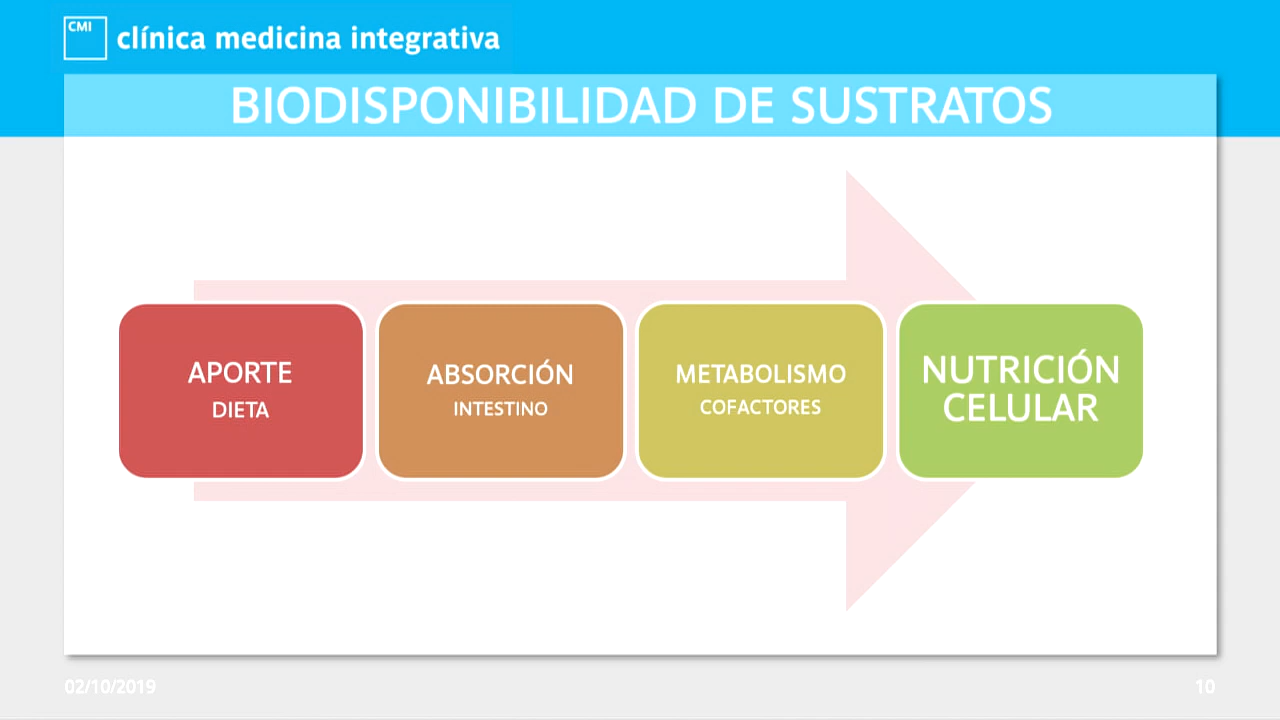 CMI
clínica medicina integrativa
BIODISPONIBILIDAD DE SUSTRATOS
APORTE
DIETA
ABSORCIÓN
INTESTINO
METABOLISMO
COFACTORES
NUTRICIÓN
CELULAR
02/10/2019
10